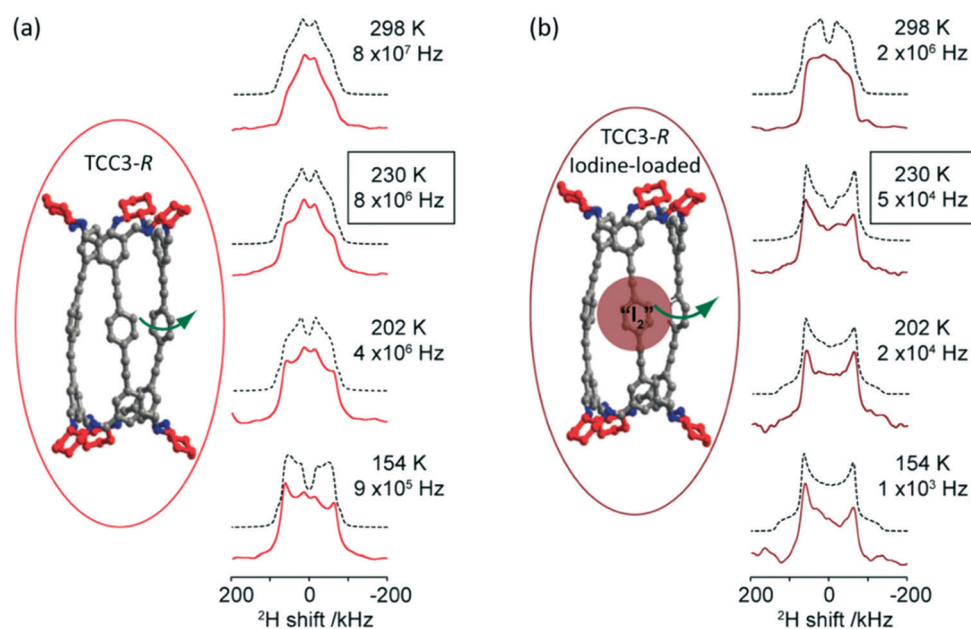 (a)
TCC3-R
298 K
8 x10⁷ Hz
230 K
8 x10⁶ Hz
202 K
4 x10⁶ Hz
154 K
9 x10⁵ Hz
200 0 -200
²H shift /kHz
(b)
TCC3-R
Iodine-loaded
"I₂"
298 K
2 x10⁶ Hz
230 K
5 x10⁴ Hz
202 K
2 x10⁴ Hz
154 K
1 x10³ Hz
200 0 -200
²H shift /kHz